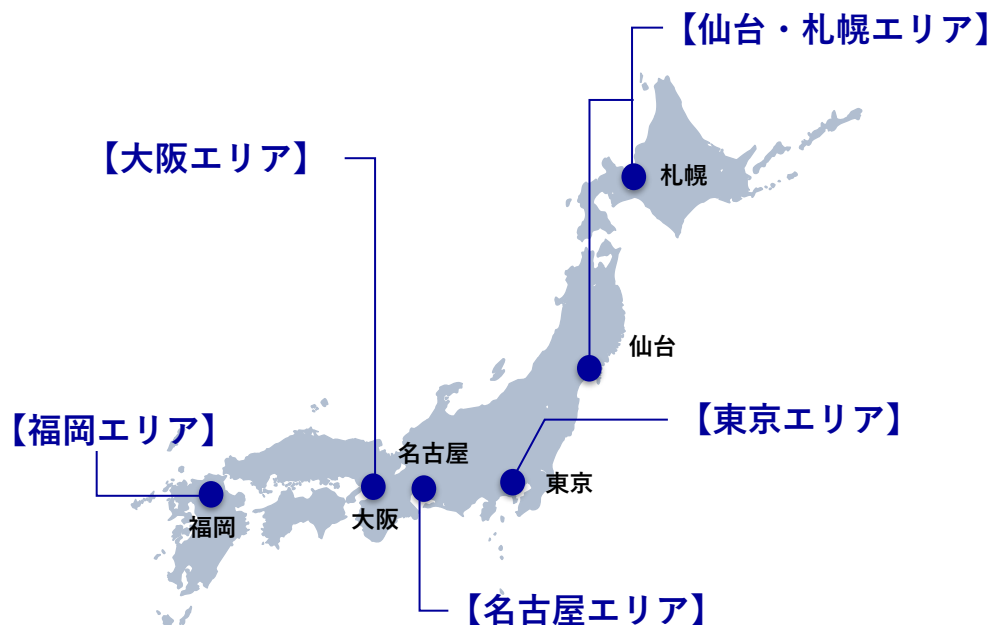 【仙台・札幌エリア】
【大阪エリア】
札幌
仙台
【東京エリア】
【福岡エリア】
名古屋
東京
大阪
福岡
【名古屋エリア】